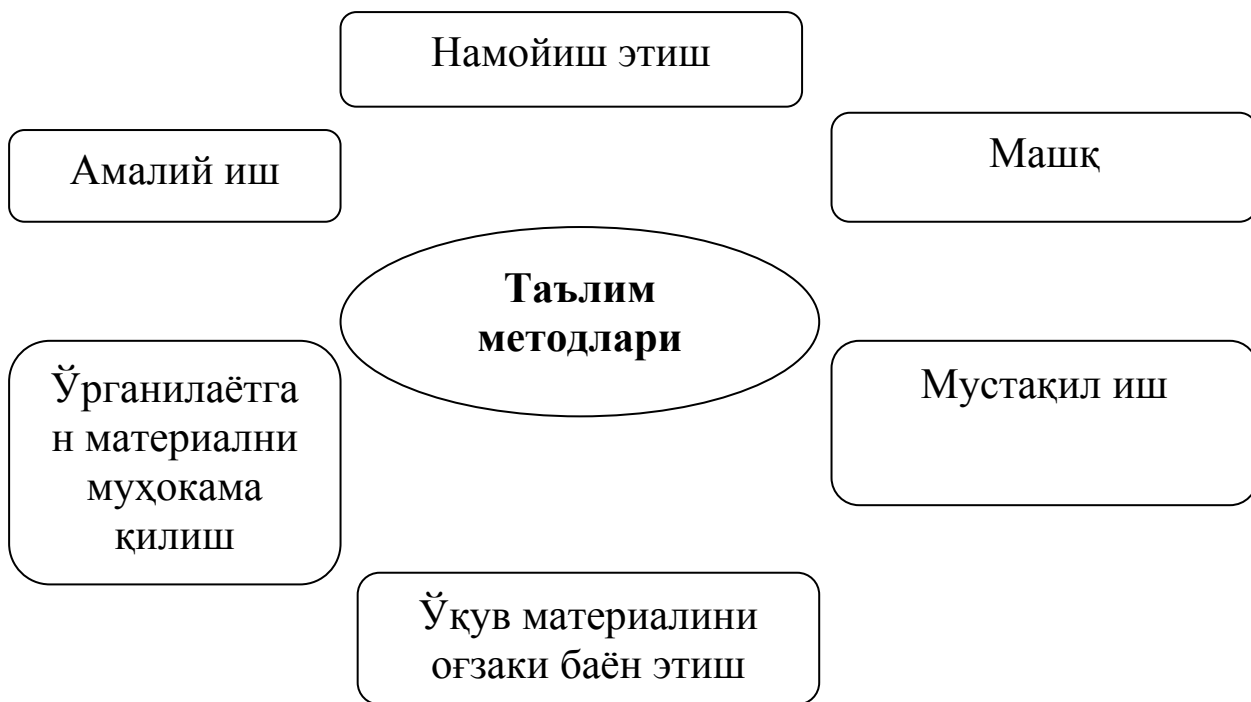 Намойиш этиш
Амалий иш
Машқ
Таълим
методлари
Ўрганилаётга
н материални
муҳокама
қилиш
Мустақил иш
Ўқув материалини
оғзаки баён этиш